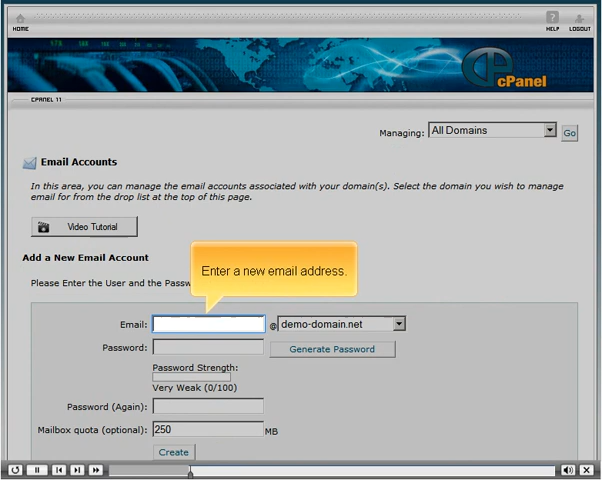 HOME
HELP
LOGOUT
cPanel
CPANEL 11
Managing: All Domains Go
Email Accounts
In this area, you can manage the email accounts associated with your domain(s). Select the domain you wish to manage
email for from the drop list at the top of this page.
Video Tutorial
Add a New Email Account
Enter a new email address.
Please Enter the User and the Passw
Email: @ demo-domain.net
Password: Generate Password
Password Strength:
Very Weak (0/100)
Password (Again):
Mailbox quota (optional): 250 MB
Create